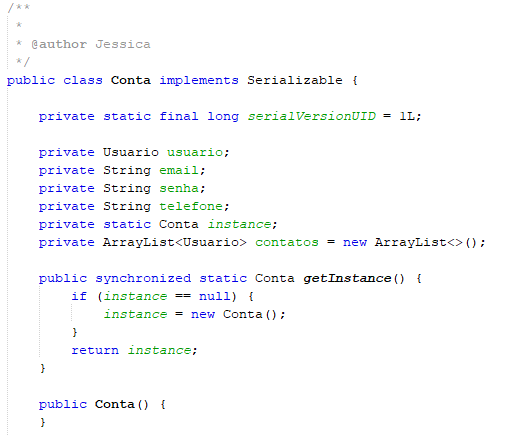 /**
 *
 * @author Jessica
 */
public class Conta implements Serializable {
private static final long serialVersionUID = 1L;
private Usuario usuario;
private String email;
private String senha;
private String telefone;
private static Conta instance;
private ArrayList<Usuario> contatos = new ArrayList<>();
public synchronized static Conta getInstance() {
if (instance == null) {
instance = new Conta();
}
return instance;
}
public Conta() {
}